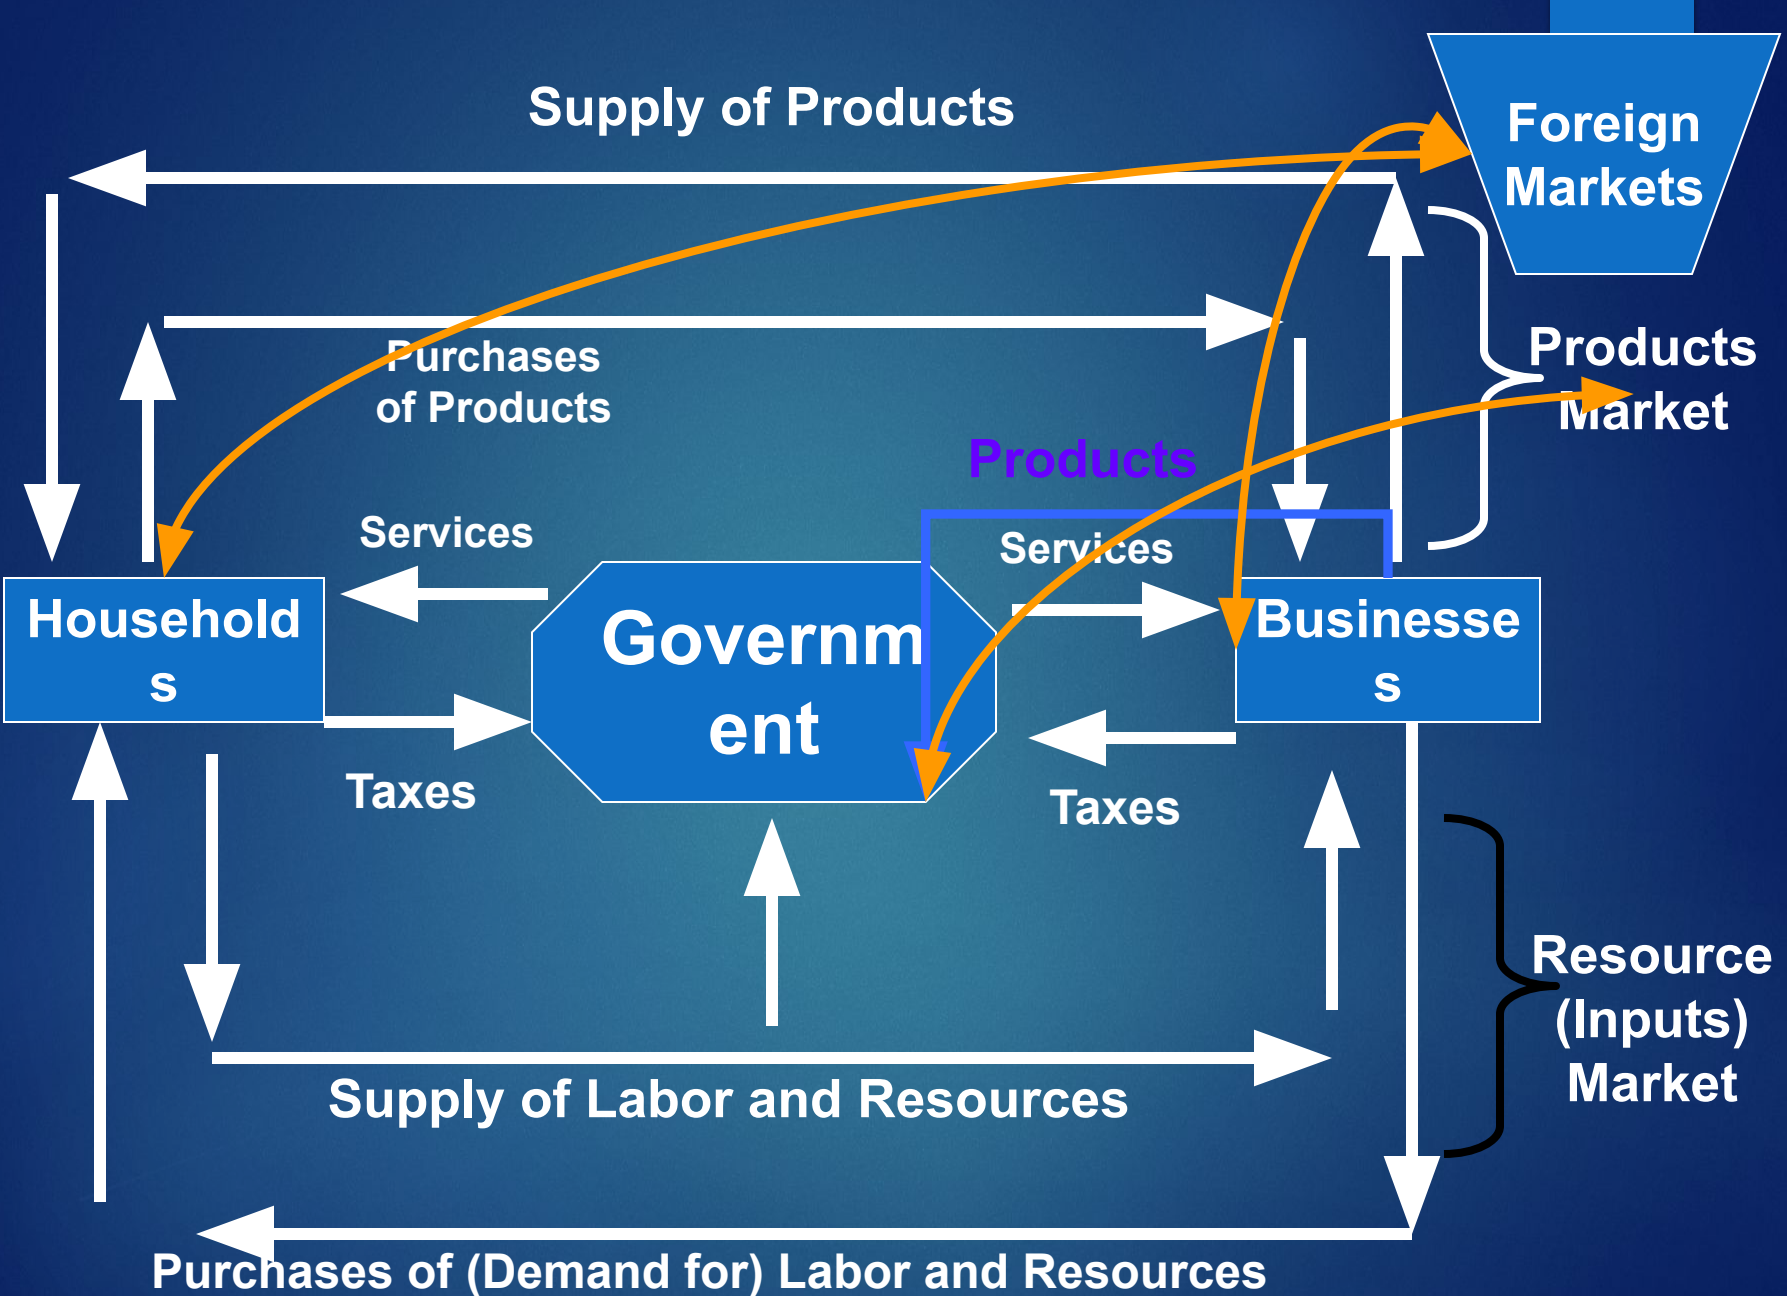 Supply of Products
Foreign
Markets
Purchases
of Products
Products
Market
Products
Services
Services
Household
s
Governm
ent
Businesse
s
Taxes
Taxes
Resource
(Inputs)
Market
Supply of Labor and Resources
Purchases of (Demand for) Labor and Resources